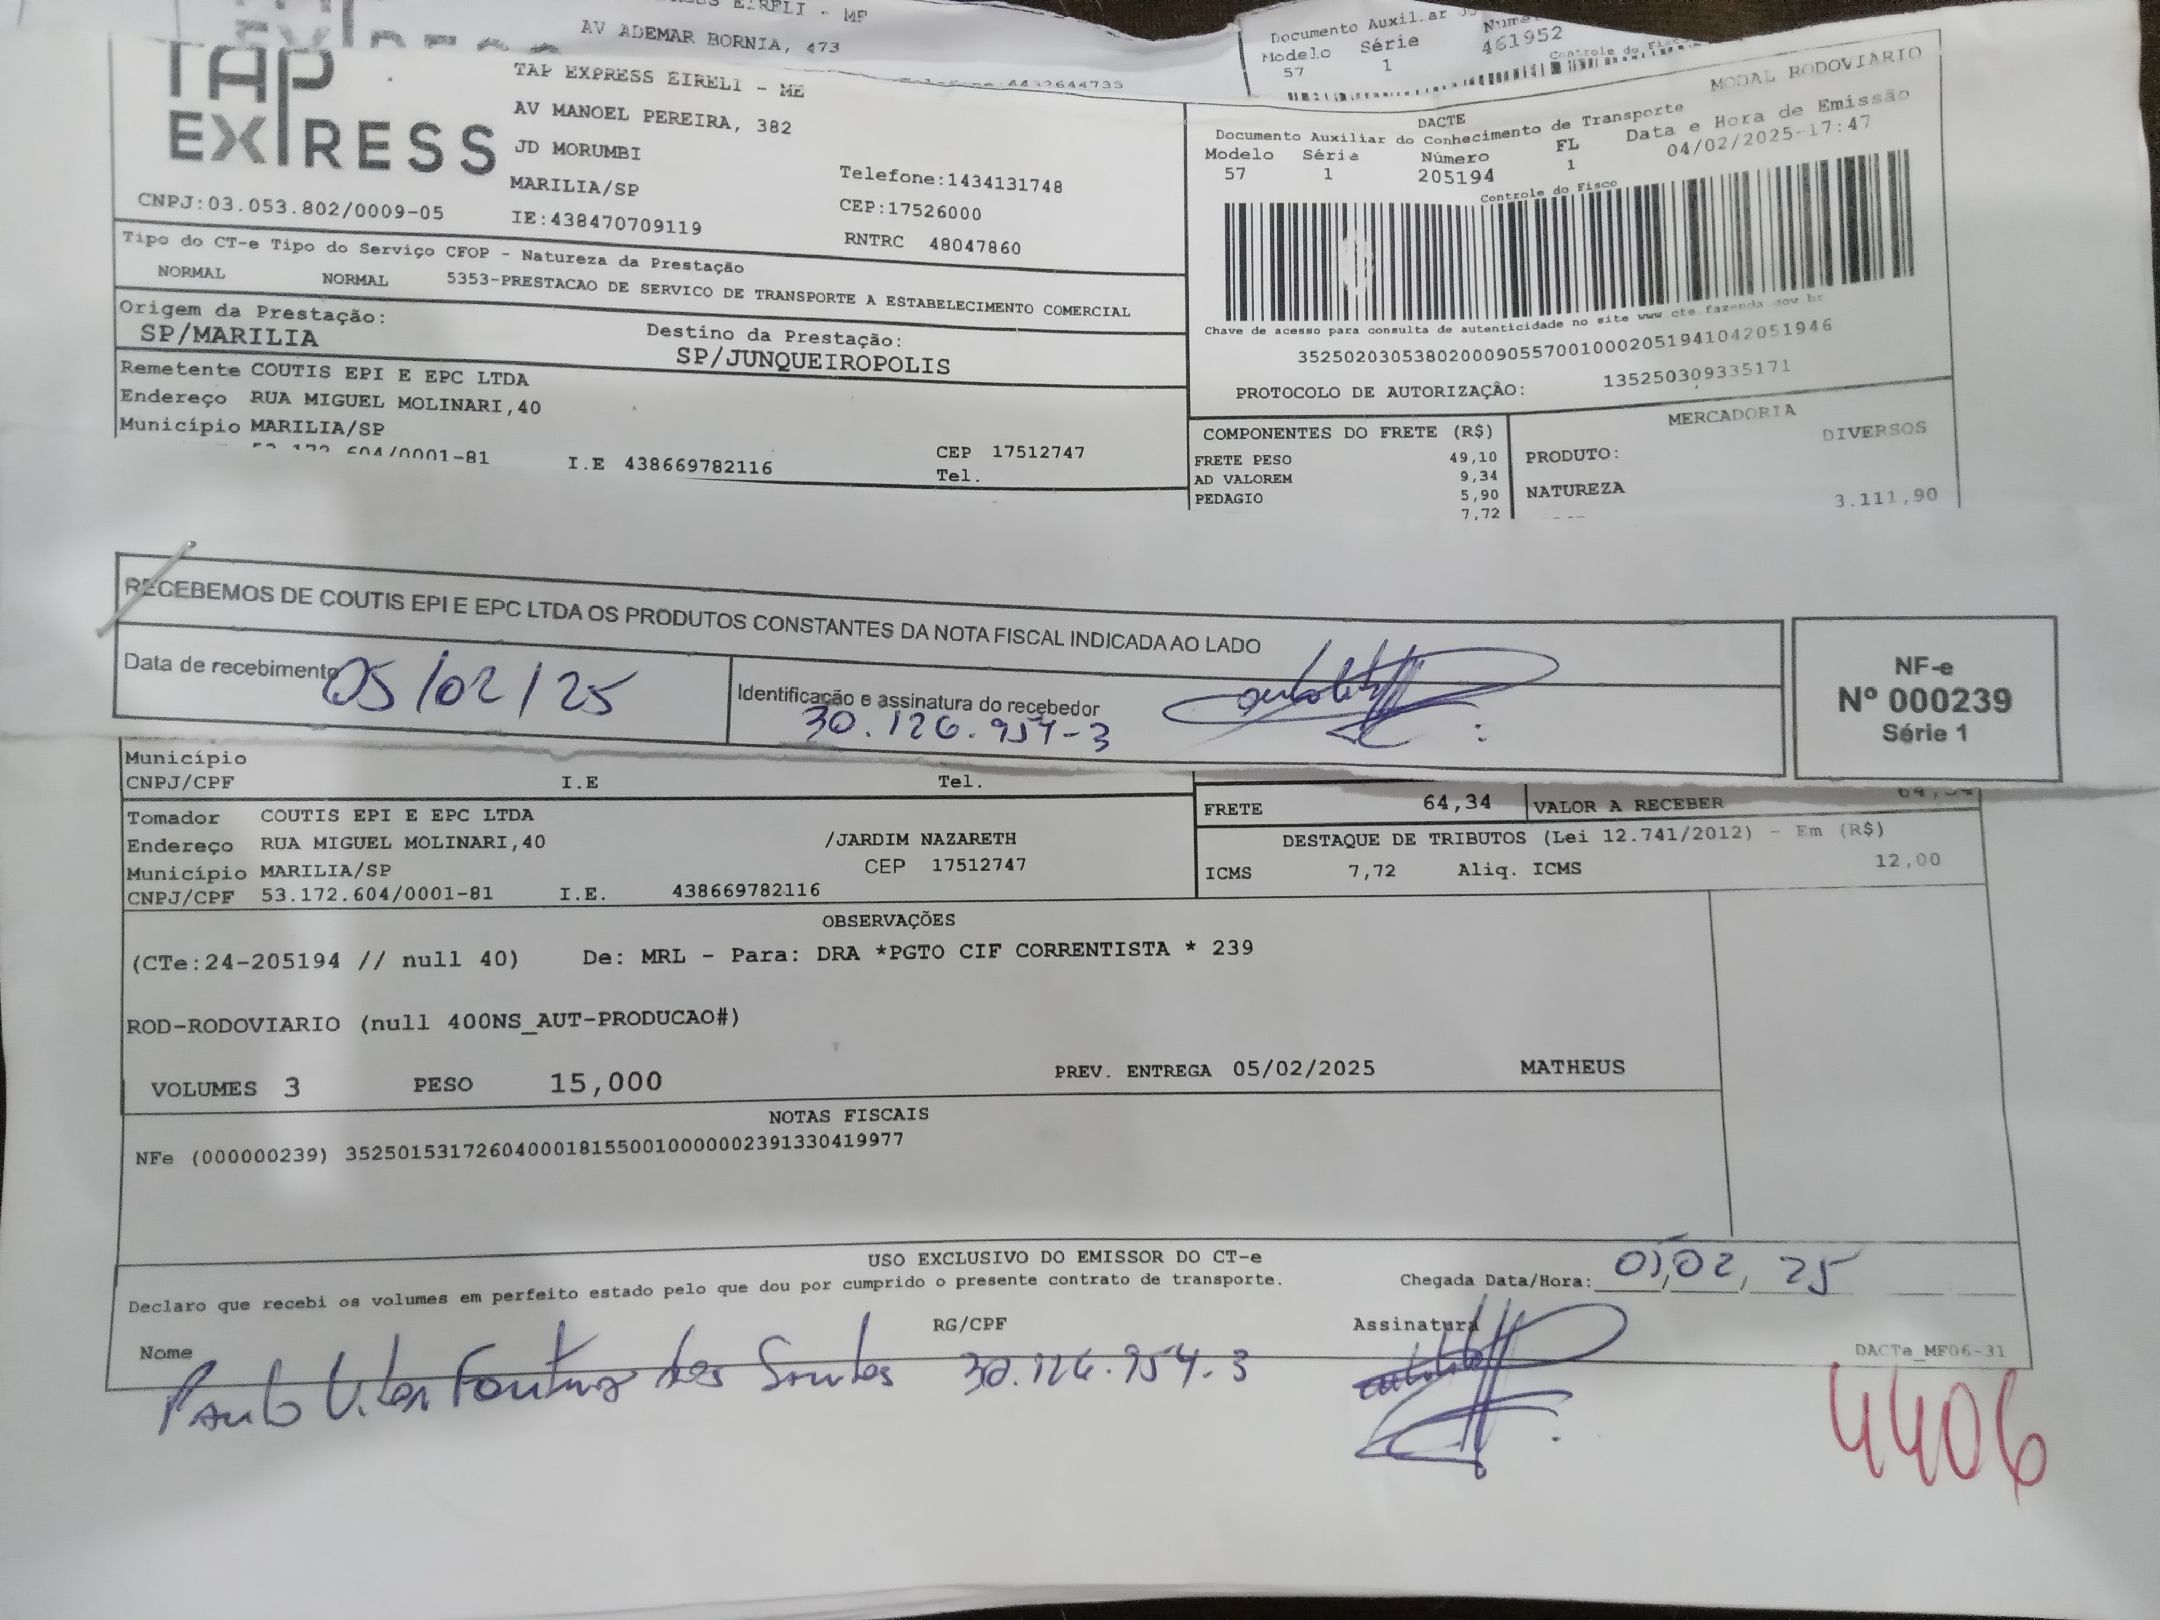 EIRELI - ME
AV ADEMAR BORNIA, 473
4432644735
Documento Auxiliar
Modelo Série
57 1 461952
Controle do Fisco
TAP
EXPRESS
TAP EXPRESS EIRELI - ME
AV MANOEL PEREIRA, 382
JD MORUMBI
MARILIA/SP
IE:438470709119
Telefone:1434131748
CEP:17526000
RNTRC 48047860
CNPJ:03.053.802/0009-05
MODAL RODOVIARIO
DACTE
Documento Auxiliar do Conhecimento de Transporte
Modelo Série Número FL Data e Hora de Emissão
57 1 205194 1 04/02/2025-17:47
Controle do Fisco
Chave de acesso para consulta de autenticidade no site www.cte.fazenda.gov.br
35250203053802000905570010002051941042051946
PROTOCOLO DE AUTORIZAÇÃO: 135250309335171
Tipo do CT-e Tipo do Serviço CFOP - Natureza da Prestação
NORMAL NORMAL 5353-PRESTACAO DE SERVICO DE TRANSPORTE A ESTABELECIMENTO COMERCIAL
Origem da Prestação: Destino da Prestação:
SP/MARILIA SP/JUNQUEIROPOLIS
Remetente COUTIS EPI E EPC LTDA
Endereço RUA MIGUEL MOLINARI,40
Município MARILIA/SP CEP 17512747
53.172.604/0001-81 I.E 438669782116 Tel.
COMPONENTES DO FRETE (R$)
FRETE PESO 49,10
AD VALOREM 9,34
PEDAGIO 5,90
7,72
MERCADORIA
PRODUTO: DIVERSOS
NATUREZA
3.111,90
RECEBEMOS DE COUTIS EPI E EPC LTDA OS PRODUTOS CONSTANTES DA NOTA FISCAL INDICADA AO LADO
Data de recebimento 05/02/25
Identificação e assinatura do recebedor
30.126.954-3
NF-e
Nº 000239
Série 1
Município
CNPJ/CPF I.E Tel.
FRETE 64,34 VALOR A RECEBER 64,34
Tomador COUTIS EPI E EPC LTDA
Endereço RUA MIGUEL MOLINARI,40 /JARDIM NAZARETH
Município MARILIA/SP CEP 17512747
CNPJ/CPF 53.172.604/0001-81 I.E. 438669782116
DESTAQUE DE TRIBUTOS (Lei 12.741/2012) - Em (R$)
ICMS 7,72 Aliq. ICMS 12,00
OBSERVAÇÕES
(CTe:24-205194 // null 40) De: MRL - Para: DRA *PGTO CIF CORRENTISTA * 239
ROD-RODOVIARIO (null 400NS_AUT-PRODUCAO#)
VOLUMES 3 PESO 15,000 PREV. ENTREGA 05/02/2025 MATHEUS
NOTAS FISCAIS
NFe (000000239) 35250153172604000181550010000002391330419977
USO EXCLUSIVO DO EMISSOR DO CT-e
Declaro que recebi os volumes em perfeito estado pelo que dou por cumprido o presente contrato de transporte.
Chegada Data/Hora: 05,02, 25
Nome RG/CPF Assinatura
DACTe_MF06-31
Paulo dos Santos 30.126.954-3
4406